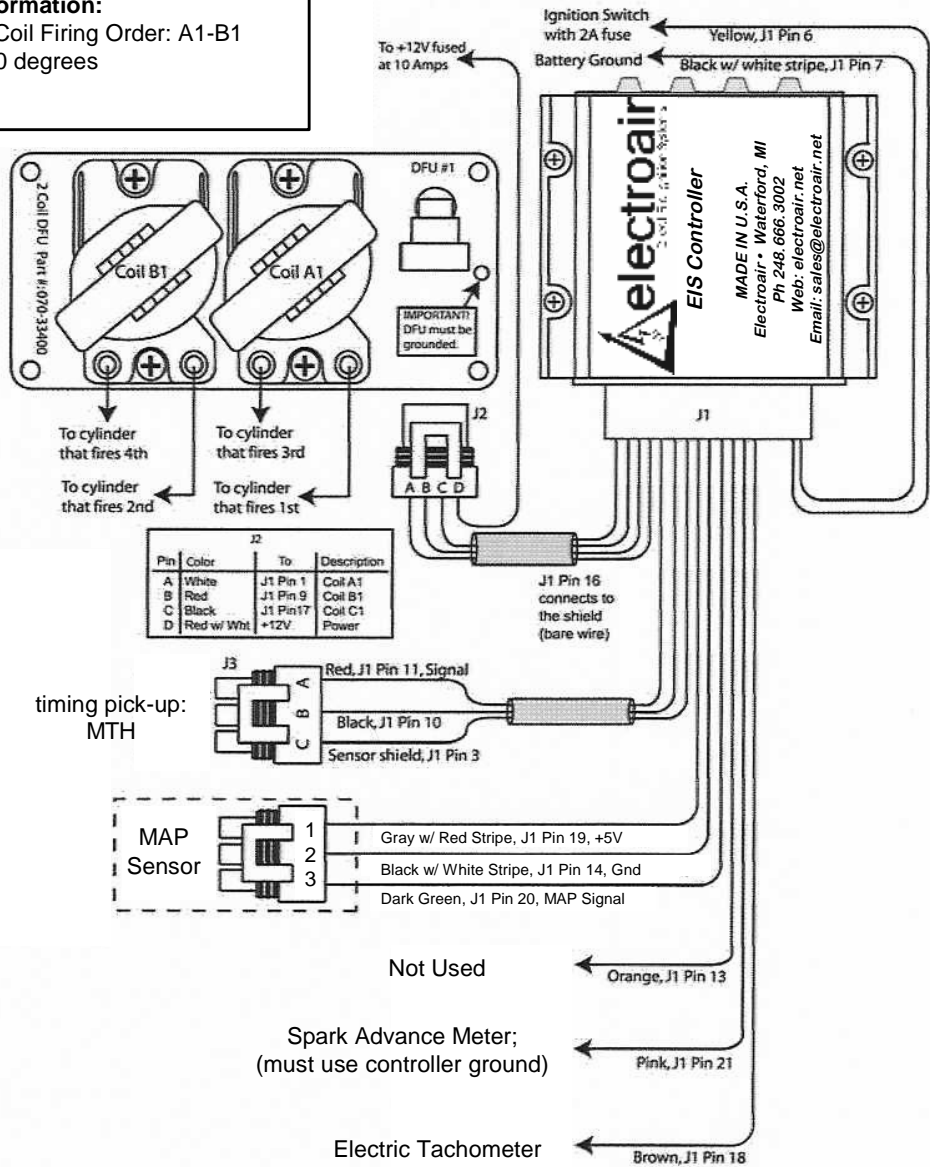 ormation:
Coil Firing Order: A1-B1
0 degrees
To +12V fused
at 10 Amps
Ignition Switch
with 2A fuse
Yellow, J1 Pin 6
Battery Ground
Black w/ white stripe, J1 Pin 7
2 Coil DFU Part #:070-33400
Coil B1
Coil A1
DFU #1
IMPORTANT!
DFU must be
grounded.
electroair
EIS Controller
MADE IN U.S.A.
Electroair • Waterford, MI
Ph 248.666.3002
Web: electroair.net
Email: sales@electroair.net
J1
To cylinder
that fires 4th
To cylinder
that fires 3rd
To cylinder
that fires 2nd
To cylinder
that fires 1st
J2
A B C D
J2
Pin Color To Description
A White J1 Pin 1 Coil A1
B Red J1 Pin 9 Coil B1
C Black J1 Pin17 Coil C1
D Red w/ Wht +12V Power
J1 Pin 16
connects to
the shield
(bare wire)
timing pick-up:
MTH
J3
A
B
C
Red, J1 Pin 11, Signal
Black, J1 Pin 10
Sensor shield, J1 Pin 3
MAP
Sensor
1
2
3
Gray w/ Red Stripe, J1 Pin 19, +5V
Black w/ White Stripe, J1 Pin 14, Gnd
Dark Green, J1 Pin 20, MAP Signal
Not Used
Orange, J1 Pin 13
Spark Advance Meter;
(must use controller ground)
Pink, J1 Pin 21
Electric Tachometer
Brown, J1 Pin 18